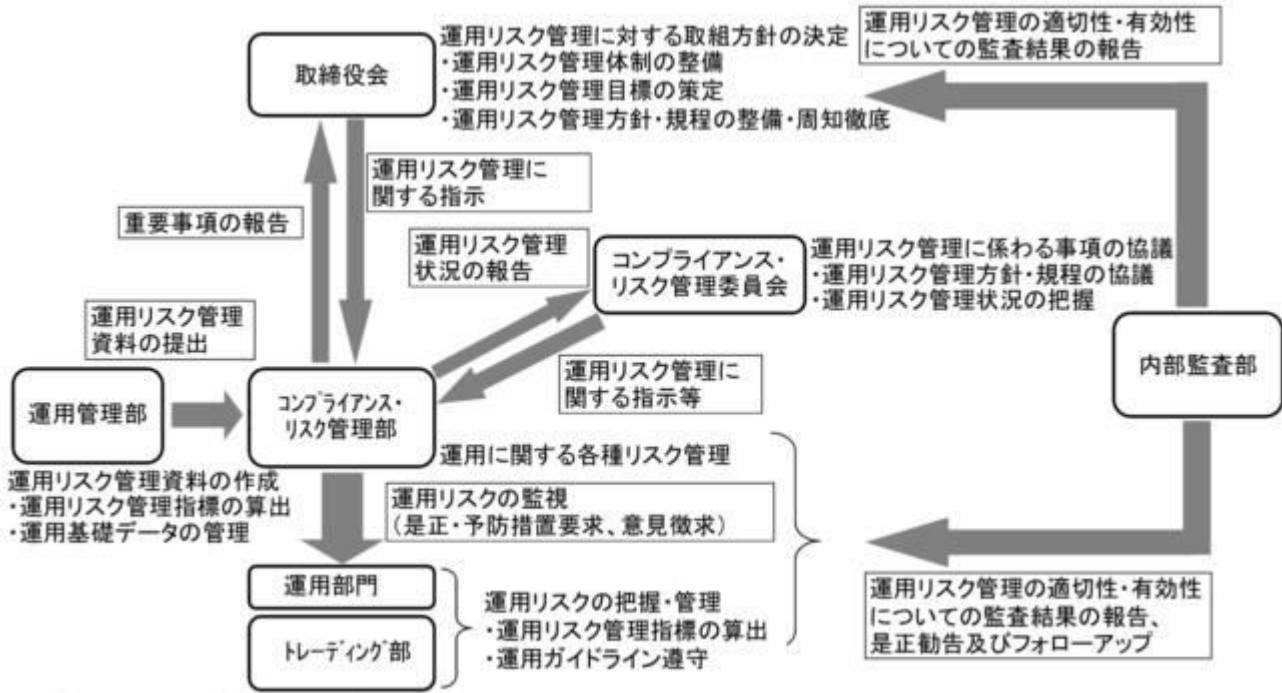 取締役会
運用リスク管理に対する取組方針の決定
・運用リスク管理体制の整備
・運用リスク管理目標の策定
・運用リスク管理方針・規程の整備・周知徹底
運用リスク管理の適切性・有効性
についての監査結果の報告
運用リスク管理に
関する指示
重要事項の報告
運用リスク管理
状況の報告
コンプライアンス・
リスク管理委員会
運用リスク管理に係わる事項の協議
・運用リスク管理方針・規程の協議
・運用リスク管理状況の把握
運用リスク管理
資料の提出
運用リスク管理に
関する指示等
内部監査部
運用管理部
コンプライアンス・
リスク管理部
運用に関する各種リスク管理
運用リスク管理資料の作成
・運用リスク管理指標の算出
・運用基礎データの管理
運用リスクの監視
(是正・予防措置要求、意見徴求)
運用部門
トレーディング部
運用リスクの把握・管理
・運用リスク管理指標の算出
・運用ガイドライン遵守
運用リスク管理の適切性・有効性
についての監査結果の報告、
是正勧告及びフォローアップ